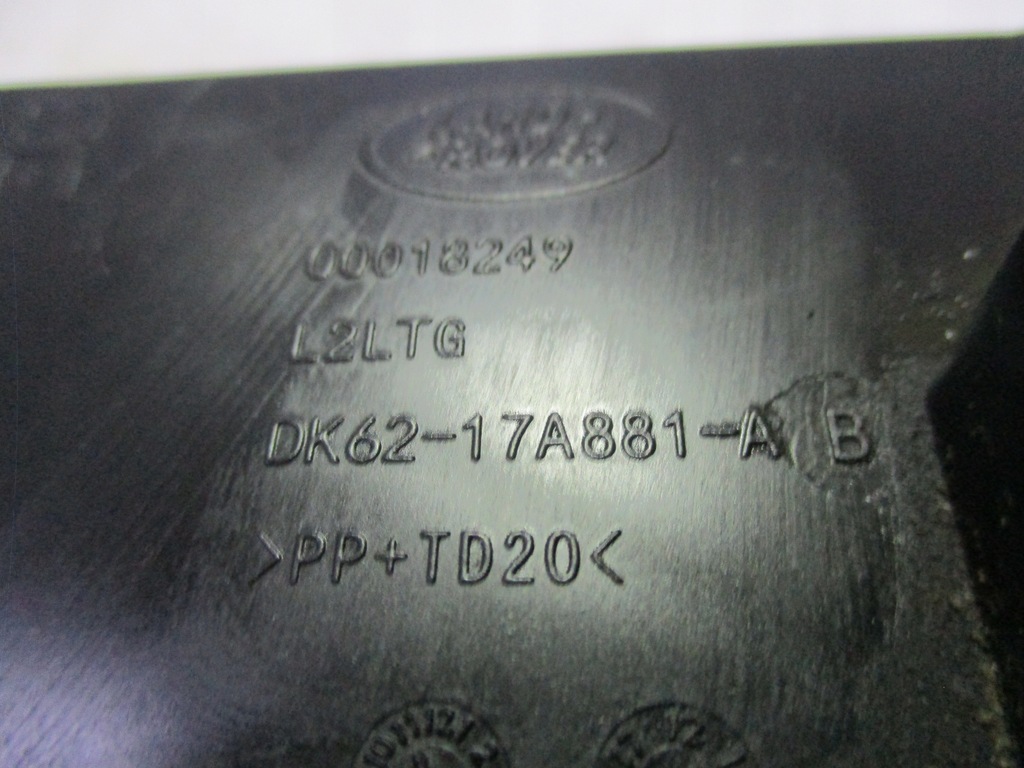 00018249
L2LTG
DK62-17A881-A B
>PP+TD20<